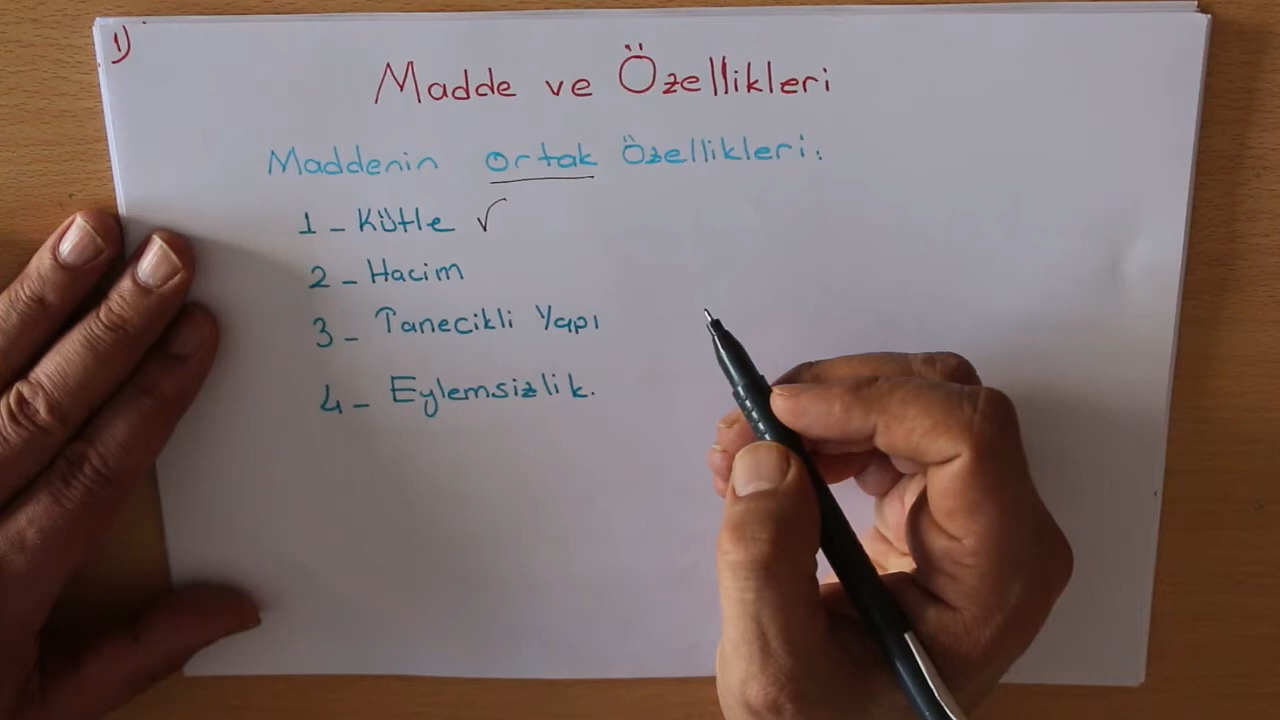 1)
Madde ve Özellikleri
Maddenin ortak Özellikleri:
1- Kütle ✓
2- Hacim
3- Tanecikli Yapı
4- Eylemsizlik.